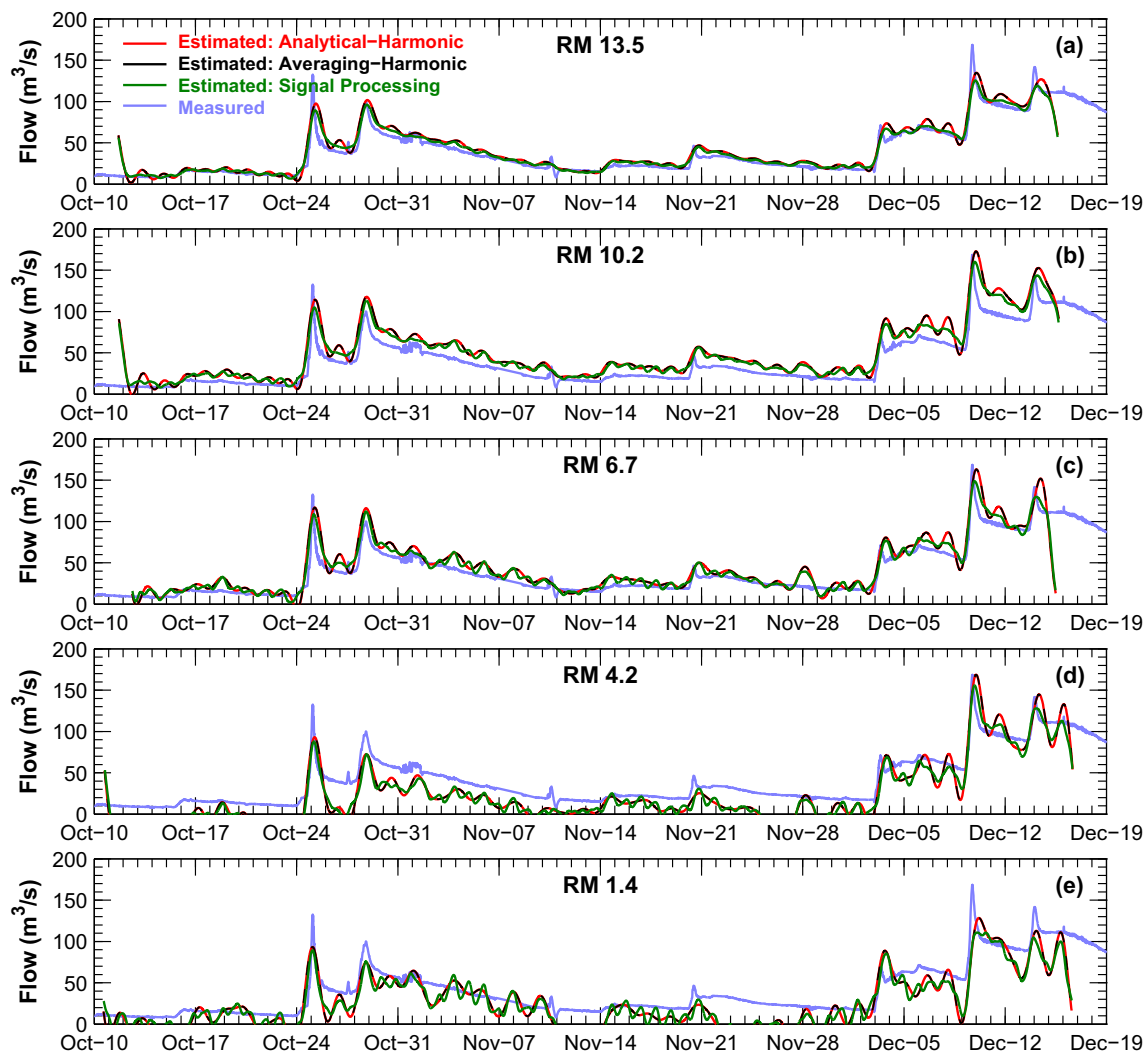 200
150
100
50
0
Flow (m³/s)
Estimated: Analytical−Harmonic
Estimated: Averaging−Harmonic
Estimated: Signal Processing
Measured
RM 13.5
(a)
Oct−10 Oct−17 Oct−24 Oct−31 Nov−07 Nov−14 Nov−21 Nov−28 Dec−05 Dec−12 Dec−19
200
150
100
50
0
Flow (m³/s)
RM 10.2
(b)
Oct−10 Oct−17 Oct−24 Oct−31 Nov−07 Nov−14 Nov−21 Nov−28 Dec−05 Dec−12 Dec−19
200
150
100
50
0
Flow (m³/s)
RM 6.7
(c)
Oct−10 Oct−17 Oct−24 Oct−31 Nov−07 Nov−14 Nov−21 Nov−28 Dec−05 Dec−12 Dec−19
200
150
100
50
0
Flow (m³/s)
RM 4.2
(d)
Oct−10 Oct−17 Oct−24 Oct−31 Nov−07 Nov−14 Nov−21 Nov−28 Dec−05 Dec−12 Dec−19
200
150
100
50
0
Flow (m³/s)
RM 1.4
(e)
Oct−10 Oct−17 Oct−24 Oct−31 Nov−07 Nov−14 Nov−21 Nov−28 Dec−05 Dec−12 Dec−19